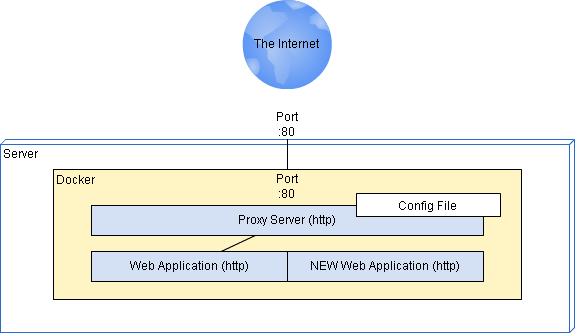 The Internet
Port
:80
Server
Docker
Port
:80
Config File
Proxy Server (http)
Web Application (http)
NEW Web Application (http)